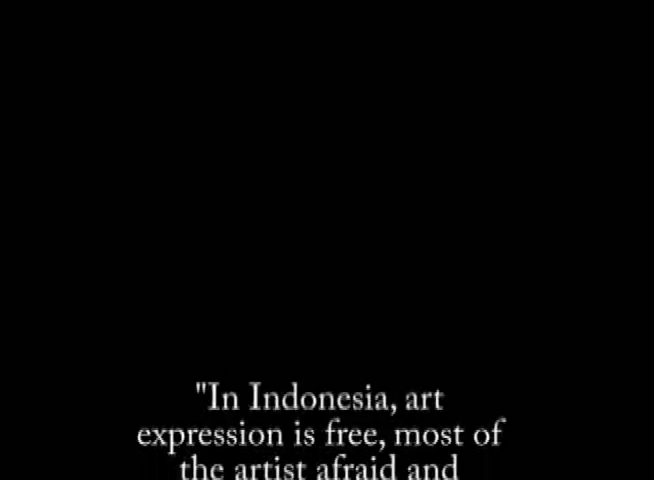 "In Indonesia, art
expression is free, most of
the artist afraid and